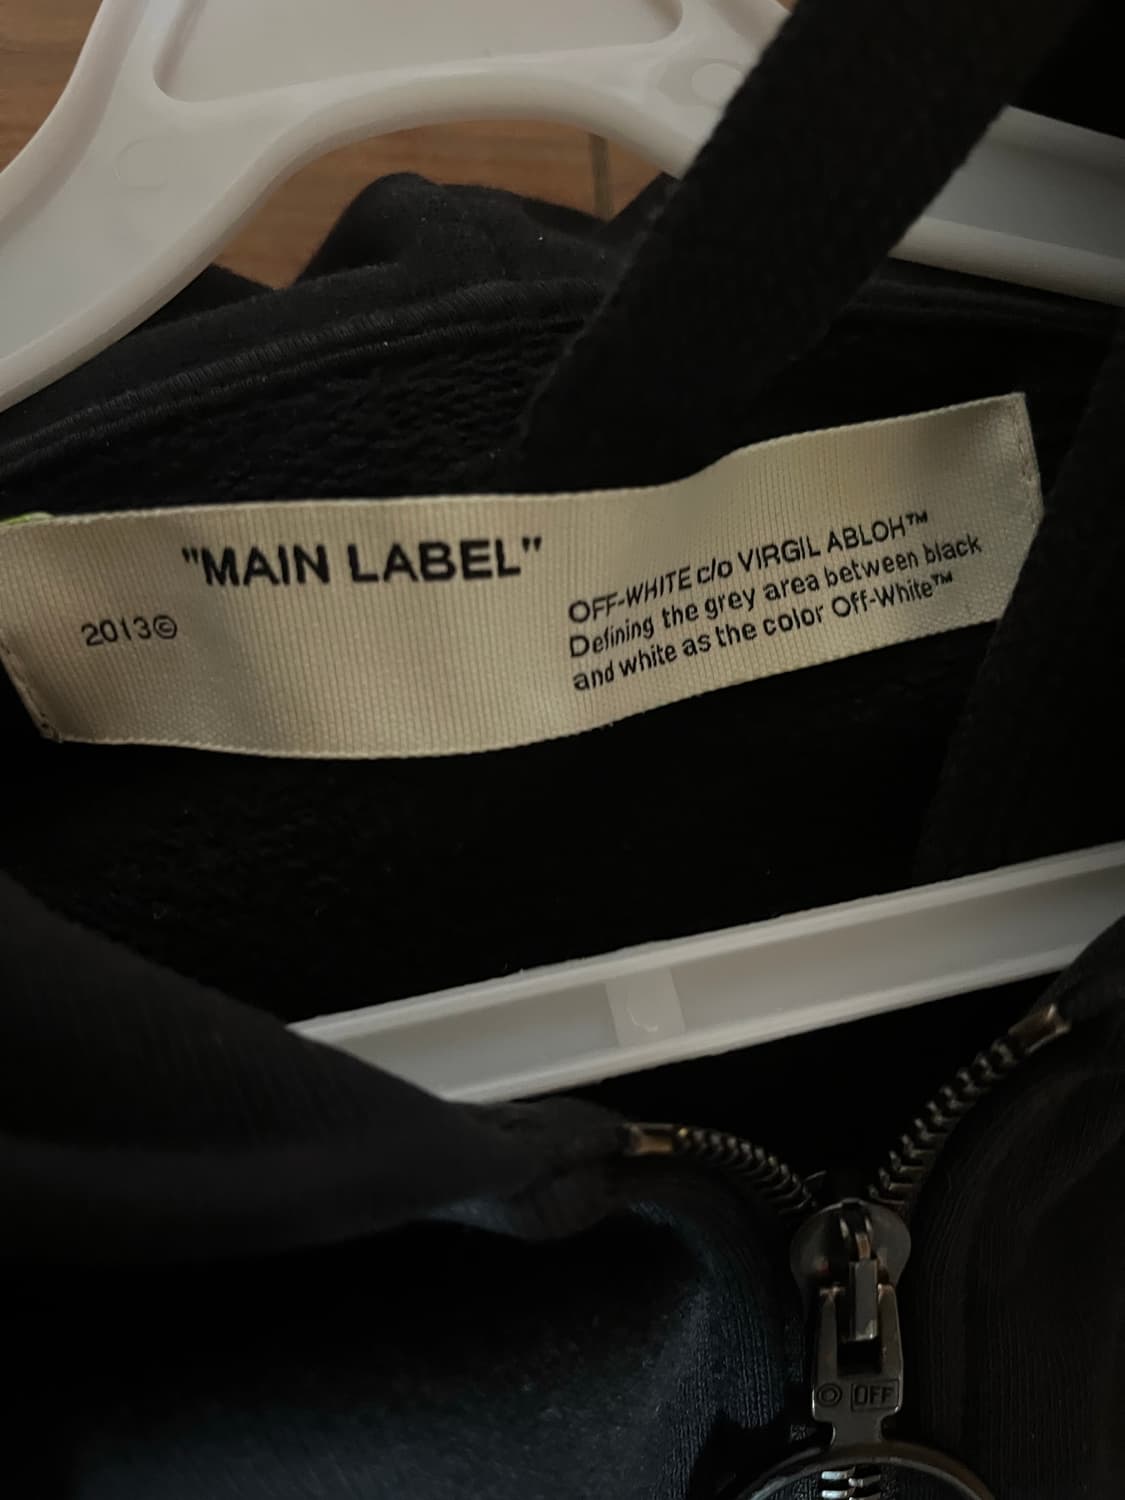 "MAIN LABEL"
2013©
OFF-WHITE c/o VIRGIL ABLOH™
Defining the grey area between black
and white as the color Off-White™
© OFF